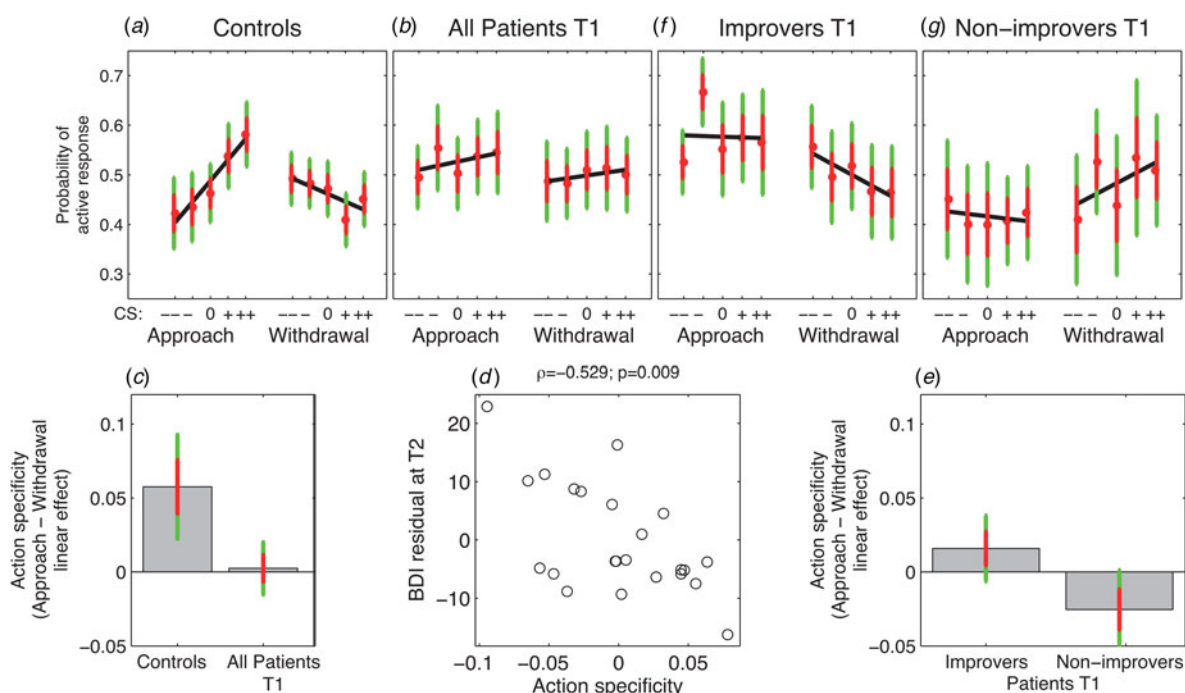 (a) Controls
(b) All Patients T1
(f) Improvers T1
(g) Non−improvers T1
Probability of
active response
0.7
0.6
0.5
0.4
0.3
CS: −− − 0 + ++ −− − 0 + ++
Approach Withdrawal
−− − 0 + ++ −− − 0 + ++
Approach Withdrawal
−− − 0 + ++ −− − 0 + ++
Approach Withdrawal
−− − 0 + ++ −− − 0 + ++
Approach Withdrawal
(c)
Action specificity
(Approach – Withdrawal
linear effect)
0.1
0.05
0
−0.05
Controls All Patients
T1
(d)
ρ=−0.529; p=0.009
BDI residual at T2
20
10
0
−10
−0.1 −0.05 0 0.05
Action specificity
(e)
Action specificity
(Approach – Withdrawal
linear effect)
0.1
0.05
0
−0.05
Improvers Non−improvers
Patients T1